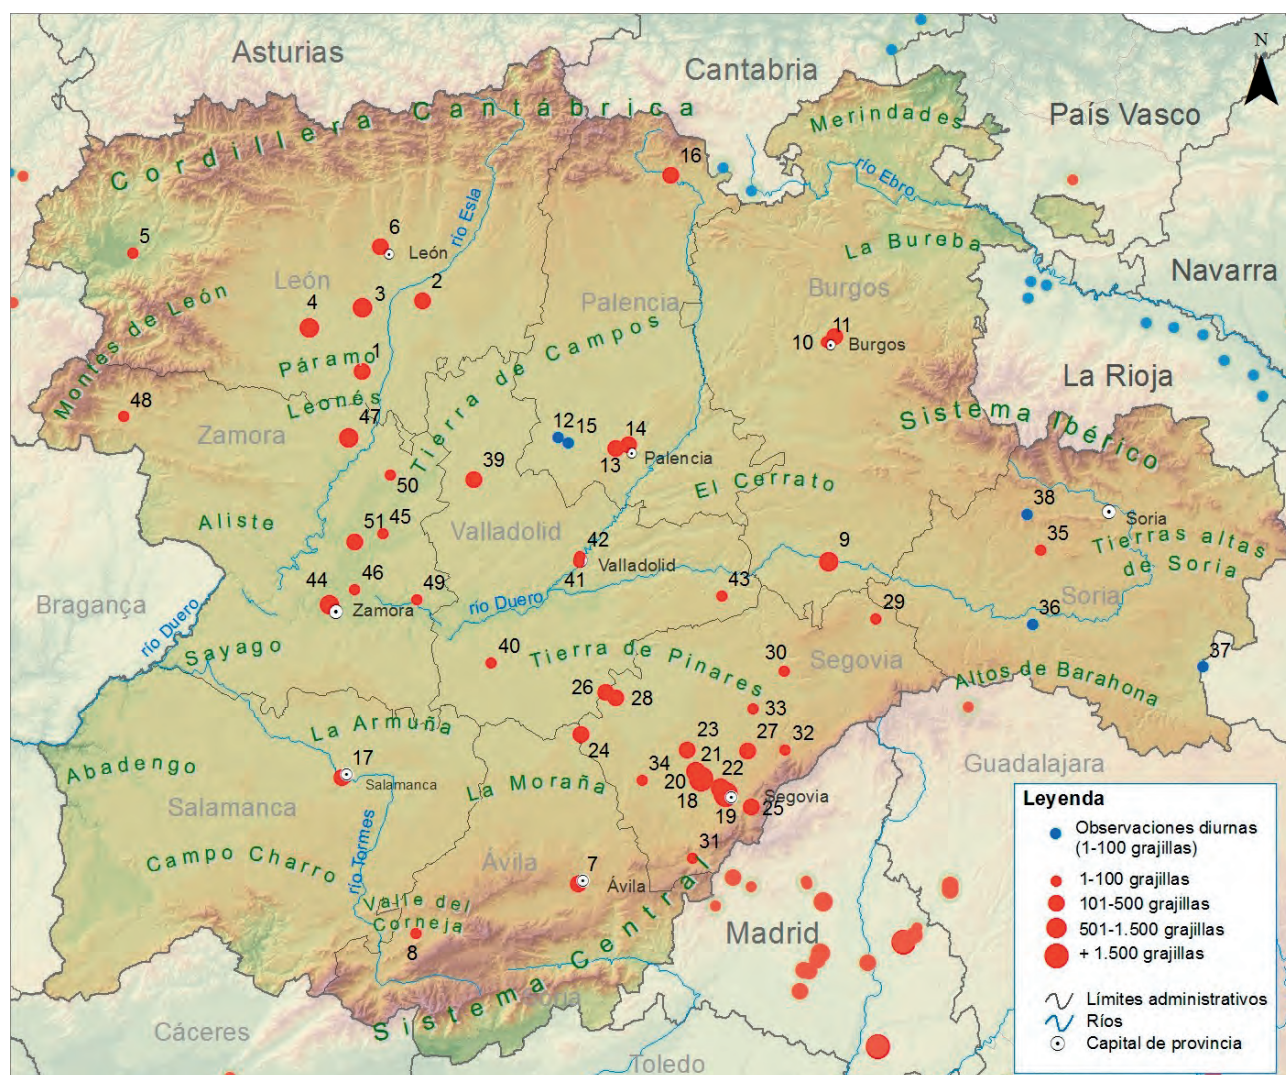 Asturias
Cantabria
N
País Vasco
Cordillera Cantábrica
Merindades
16
río Ebro
río Esla
6
León
5
La Bureba
Navarra
León
Palencia
Burgos
4
3
2
Montes de León
11
10
Burgos
1
Páramo
Leonés
Tierra de Campos
La Rioja
48
47
Zamora
Sistema Ibérico
12
15
14
13
Palencia
39
50
El Cerrato
38
Soria
Aliste
51
45
Valladolid
35
Tierras altas
de Soria
42
9
Valladolid
41
46
44
49
43
Bragança
Zamora
río Duero
río Duero
29
36
Soria
Sayago
40
Tierra de Pinares
30
Segovia
37
Altos de Barahona
26
28
33
La Armuña
23
27
32
24
17
21
Abadengo
Salamanca
La Moraña
34
20
22
Guadalajara
Salamanca
18
Segovia
19
25
río Tormes
31
Campo Charro
Ávila
7
Ávila
Valle del
Corneja
8
Madrid
Sistema Central
Cáceres
Toledo
Leyenda
Observaciones diurnas
(1-100 grajillas)
1-100 grajillas
101-500 grajillas
501-1.500 grajillas
+ 1.500 grajillas
Límites administrativos
Ríos
Capital de provincia